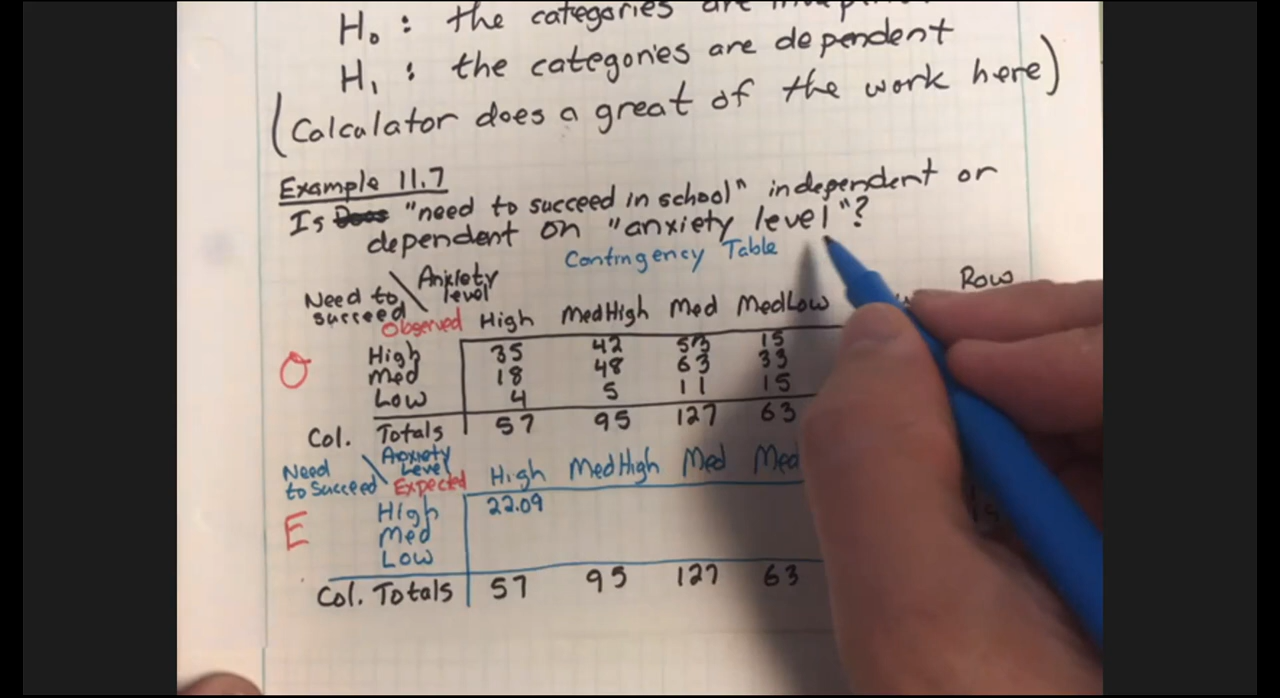 H₀ : the categories are
H₁ : the categories are dependent
(Calculator does a great of the work here)
Example 11.7
Is "need to succeed in school" independent or
dependent on "anxiety level"?
Contingency Table
Need to succeed \ Anxiety level Row
Observed High MedHigh Med MedLow
O High 35 42 53 15
Med 18 48 63 33
Low 4 5 11 15
Col. Totals 57 95 127 63
Need to Succeed \ Anxiety Level
Expected High MedHigh Med Med
E High 22.09
Med
Low
Col. Totals 57 95 127 63